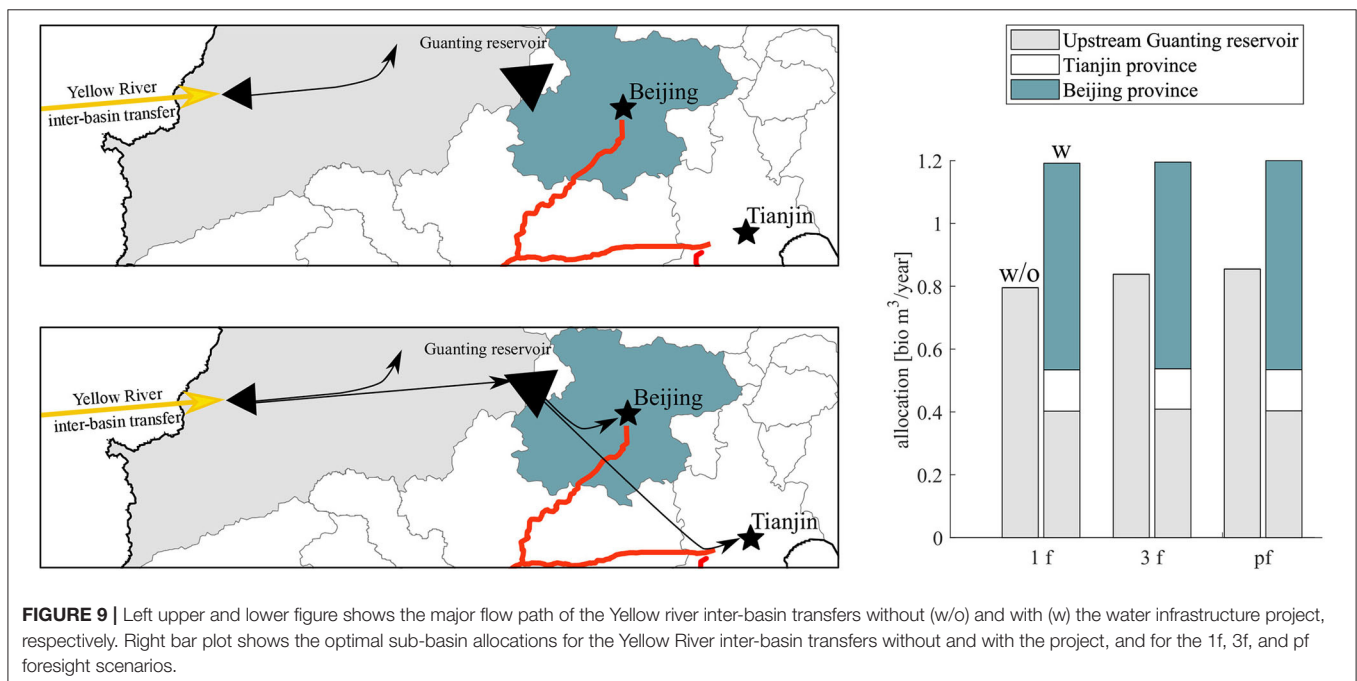 Guanting reservoir
Yellow River
inter-basin transfer
Beijing
Tianjin
Guanting reservoir
Yellow River
inter-basin transfer
Beijing
Tianjin
Upstream Guanting reservoir
Tianjin province
Beijing province
allocation [bio m³/year]
1.2
1
0.8
0.6
0.4
0.2
0
w/o
w
1 f
3 f
pf
FIGURE 9 | Left upper and lower figure shows the major flow path of the Yellow river inter-basin transfers without (w/o) and with (w) the water infrastructure project,
respectively. Right bar plot shows the optimal sub-basin allocations for the Yellow River inter-basin transfers without and with the project, and for the 1f, 3f, and pf
foresight scenarios.